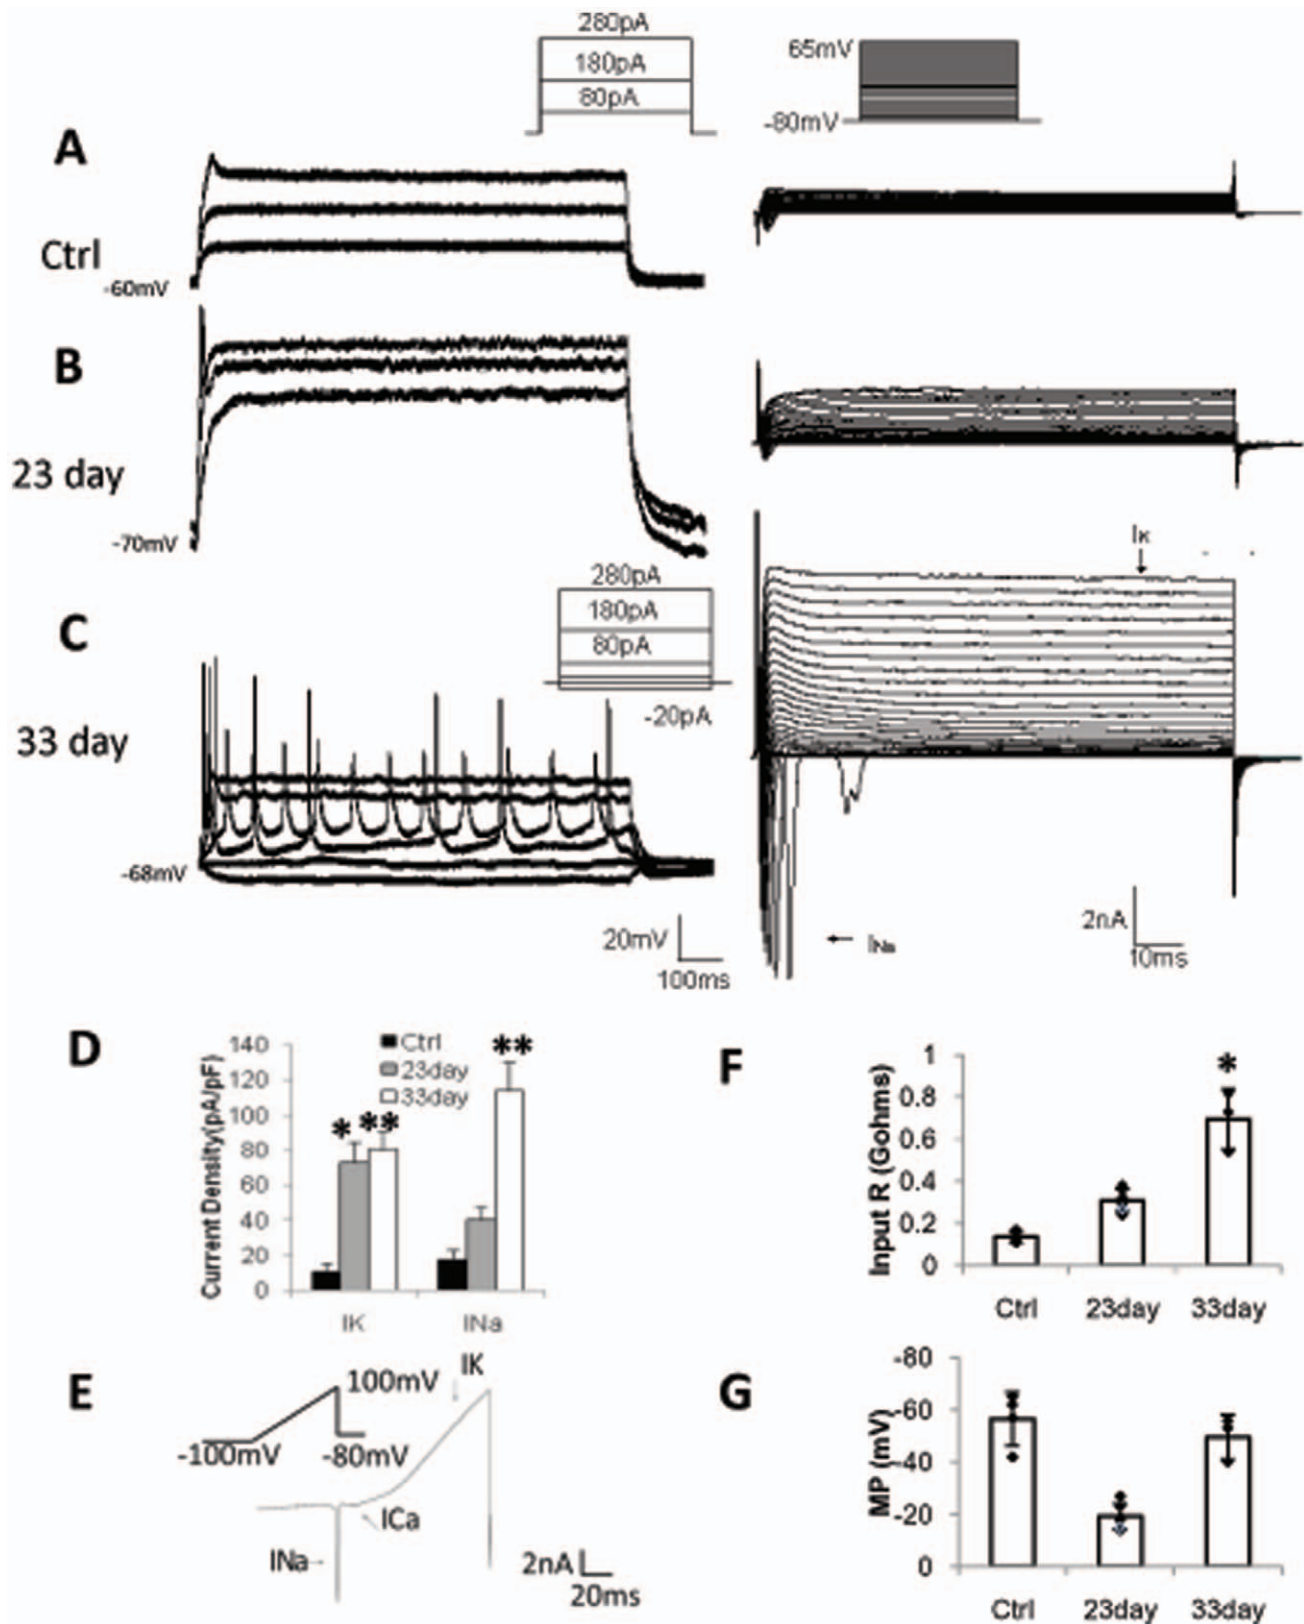 280pA
180pA
80pA
65mV
-80mV
A
Ctrl
-60mV
B
23 day
-70mV
C
33 day
-68mV
280pA
180pA
80pA
-20pA
20mV
100ms
IK
INa
2nA
10ms
D
Current Density(pA/pF)
140
120
100
80
60
40
20
0
Ctrl
23day
33day
* ** **
IK INa
E
100mV
-100mV
-80mV
IK
ICa
INa
2nA
20ms
F
Input R (Gohms)
1
0.8
0.6
0.4
0.2
0
*
Ctrl 23day 33day
G
MP (mV)
-80
-60
-40
-20
0
Ctrl 23day 33day